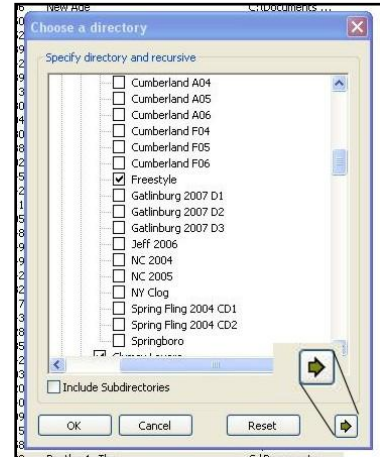 New Age C:\Documents ...
Choose a directory
Specify directory and recursive
Cumberland A04
Cumberland A05
Cumberland A06
Cumberland F04
Cumberland F05
Cumberland F06
Freestyle
Gatlinburg 2007 D1
Gatlinburg 2007 D2
Gatlinburg 2007 D3
Jeff 2006
NC 2004
NC 2005
NY Clog
Spring Fling 2004 CD1
Spring Fling 2004 CD2
Springboro
Include Subdirectories
OK Cancel Reset